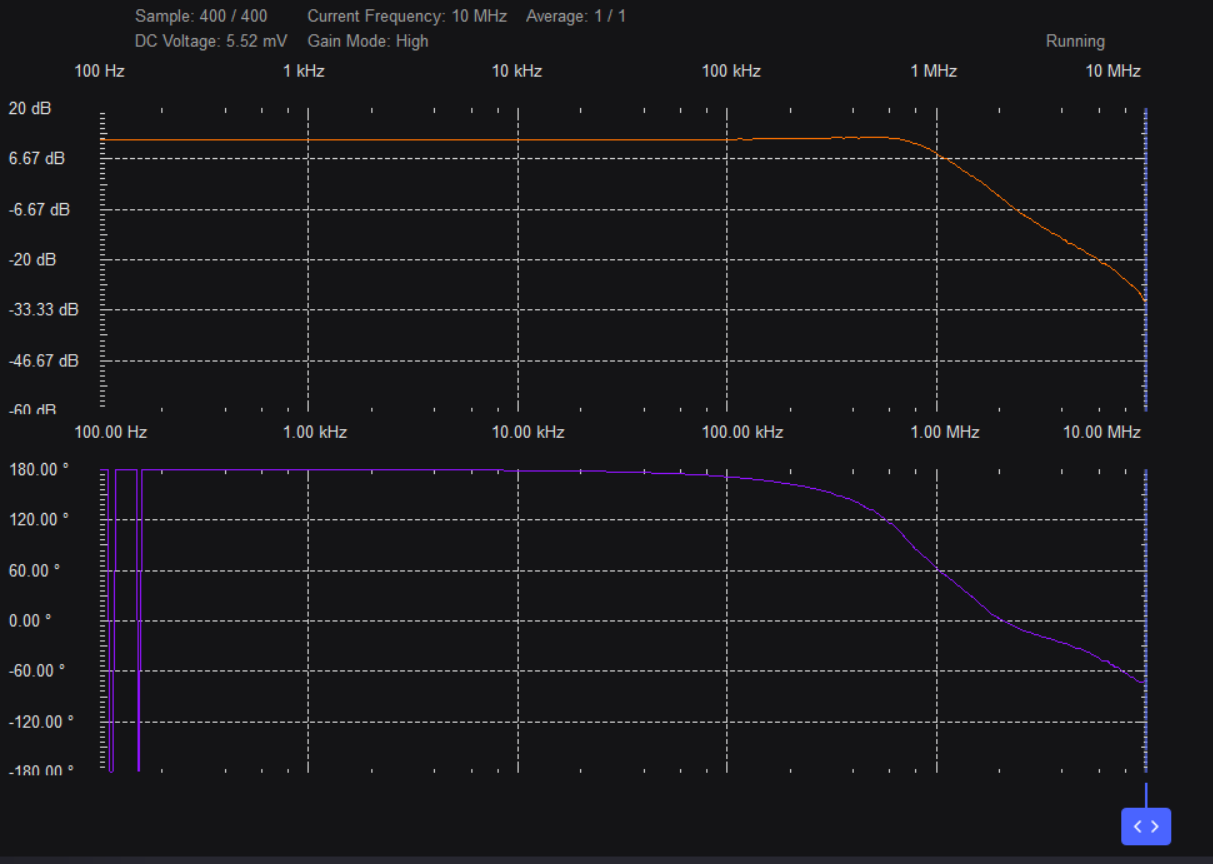 Sample: 400 / 400 Current Frequency: 10 MHz Average: 1 / 1
DC Voltage: 5.52 mV Gain Mode: High Running
100 Hz 1 kHz 10 kHz 100 kHz 1 MHz 10 MHz
20 dB
6.67 dB
-6.67 dB
-20 dB
-33.33 dB
-46.67 dB
-60 dB
100.00 Hz 1.00 kHz 10.00 kHz 100.00 kHz 1.00 MHz 10.00 MHz
180.00 °
120.00 °
60.00 °
0.00 °
-60.00 °
-120.00 °
-180.00 °